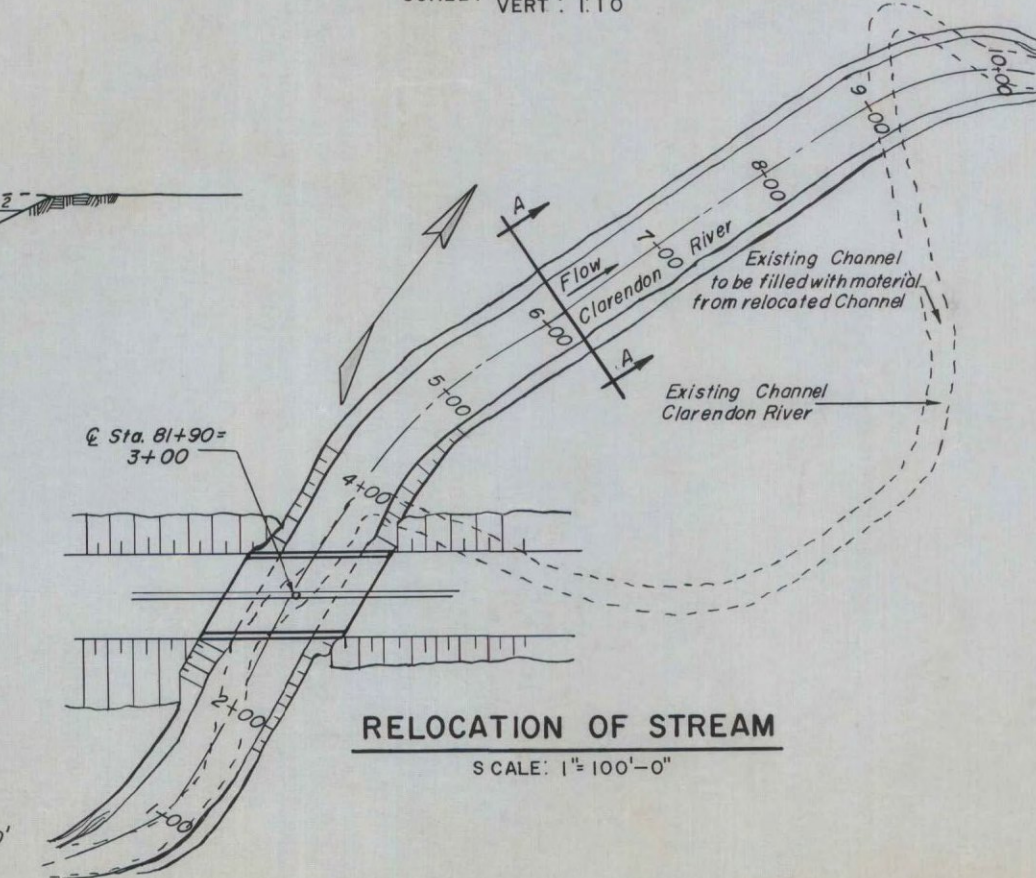 VERT : 1:10
2
10+00
9+00
8+00
7+00
6+00
5+00
4+00
2+00
1+00
A
Flow
Clarendon River
A
Existing Channel
to be filled with material
from relocated Channel
Existing Channel
Clarendon River
℄ Sta. 81+90=
3+00
RELOCATION OF STREAM
SCALE: 1"=100'-0"
0'